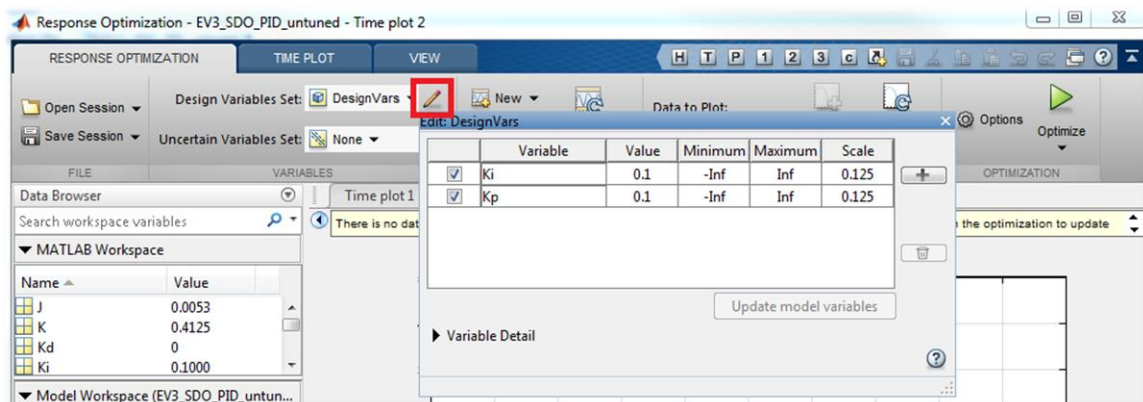 Response Optimization - EV3_SDO_PID_untuned - Time plot 2
RESPONSE OPTIMIZATION TIME PLOT VIEW
H T P 1 2 3 c
Open Session Design Variables Set: DesignVars New Data to Plot: Options Optimize
Save Session Uncertain Variables Set: None
FILE VARIABLES OPTIMIZATION
Edit: DesignVars
Variable Value Minimum Maximum Scale
Ki 0.1 -Inf Inf 0.125
Kp 0.1 -Inf Inf 0.125
Update model variables
Variable Detail
Data Browser Time plot 1
Search workspace variables There is no dat the optimization to update
MATLAB Workspace
Name Value
J 0.0053
K 0.4125
Kd 0
Ki 0.1000
Model Workspace (EV3_SDO_PID_untun...